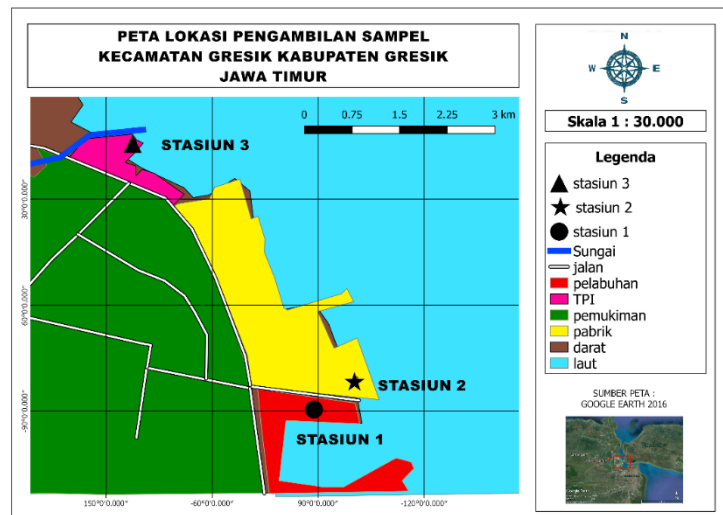 PETA LOKASI PENGAMBILAN SAMPEL
KECAMATAN GRESIK KABUPATEN GRESIK
JAWA TIMUR
0 0.75 1.5 2.25 3 km
STASIUN 3
STASIUN 2
STASIUN 1
30°0'0.000"
60°0'0.000"
-90°0'0.000"
150°0'0.000" -60°0'0.000" 90°0'0.000" -120°0'0.000"
N
W E
S
Skala 1 : 30.000
Legenda
stasiun 3
stasiun 2
stasiun 1
Sungai
jalan
pelabuhan
TPI
pemukiman
pabrik
darat
laut
SUMBER PETA :
GOOGLE EARTH 2016